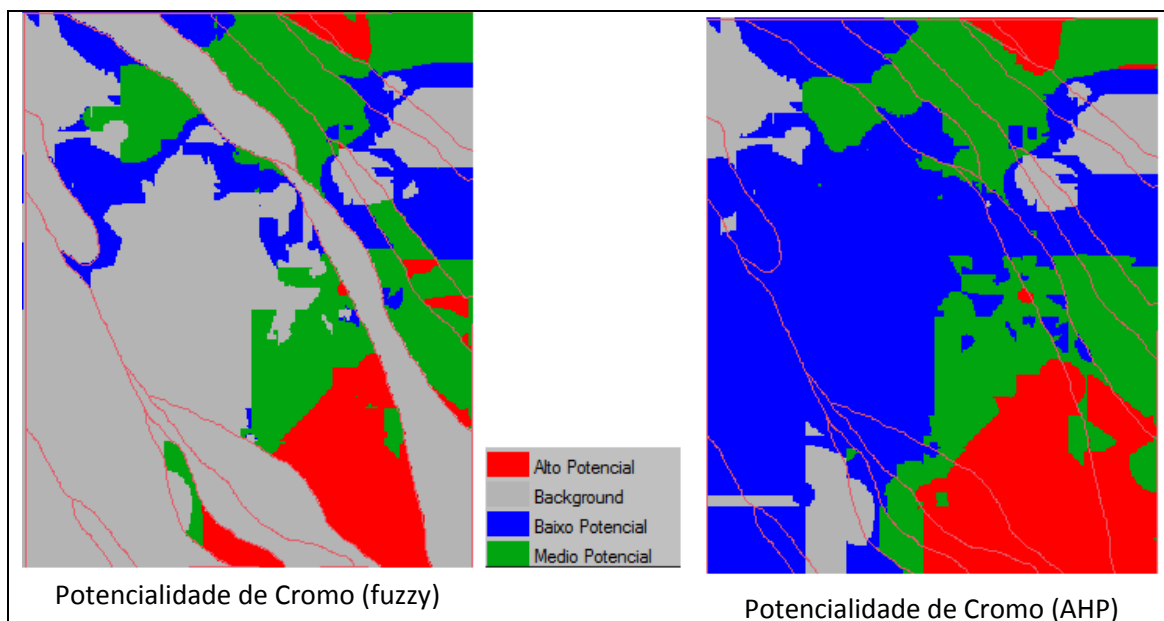 Alto Potencial
Background
Baixo Potencial
Medio Potencial
Potencialidade de Cromo (fuzzy)
Potencialidade de Cromo (AHP)